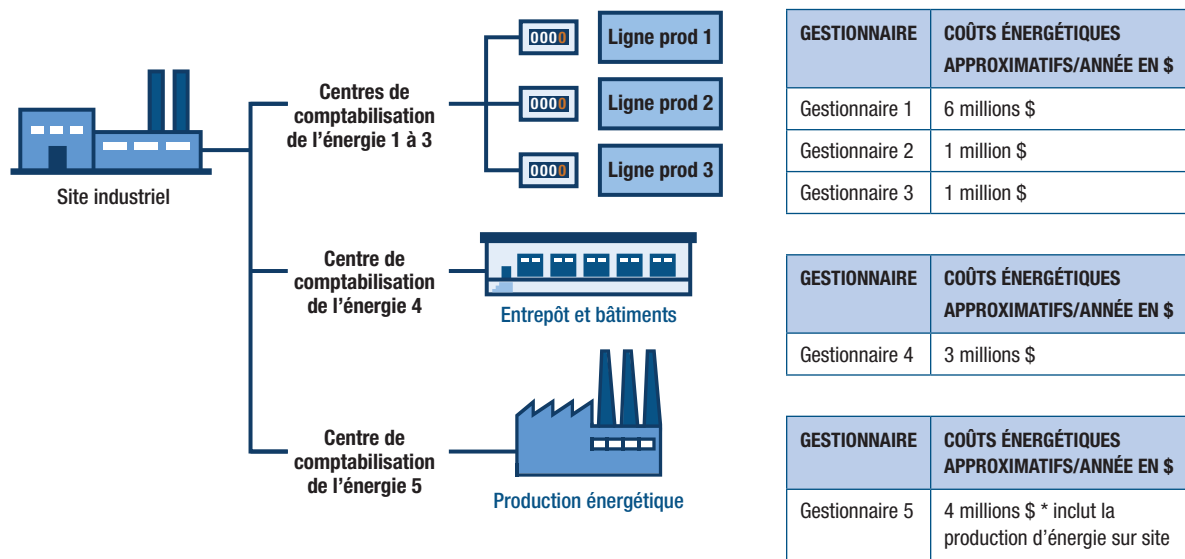 Site industriel
Centres de
comptabilisation
de l'énergie 1 à 3
0000
Ligne prod 1
0000
Ligne prod 2
0000
Ligne prod 3
Centre de
comptabilisation
de l'énergie 4
Entrepôt et bâtiments
Centre de
comptabilisation
de l'énergie 5
Production énergétique
GESTIONNAIRE
COÛTS ÉNERGÉTIQUES
APPROXIMATIFS/ANNÉE EN $
Gestionnaire 1
6 millions $
Gestionnaire 2
1 million $
Gestionnaire 3
1 million $
GESTIONNAIRE
COÛTS ÉNERGÉTIQUES
APPROXIMATIFS/ANNÉE EN $
Gestionnaire 4
3 millions $
GESTIONNAIRE
COÛTS ÉNERGÉTIQUES
APPROXIMATIFS/ANNÉE EN $
Gestionnaire 5
4 millions $ * inclut la
production d'énergie sur site